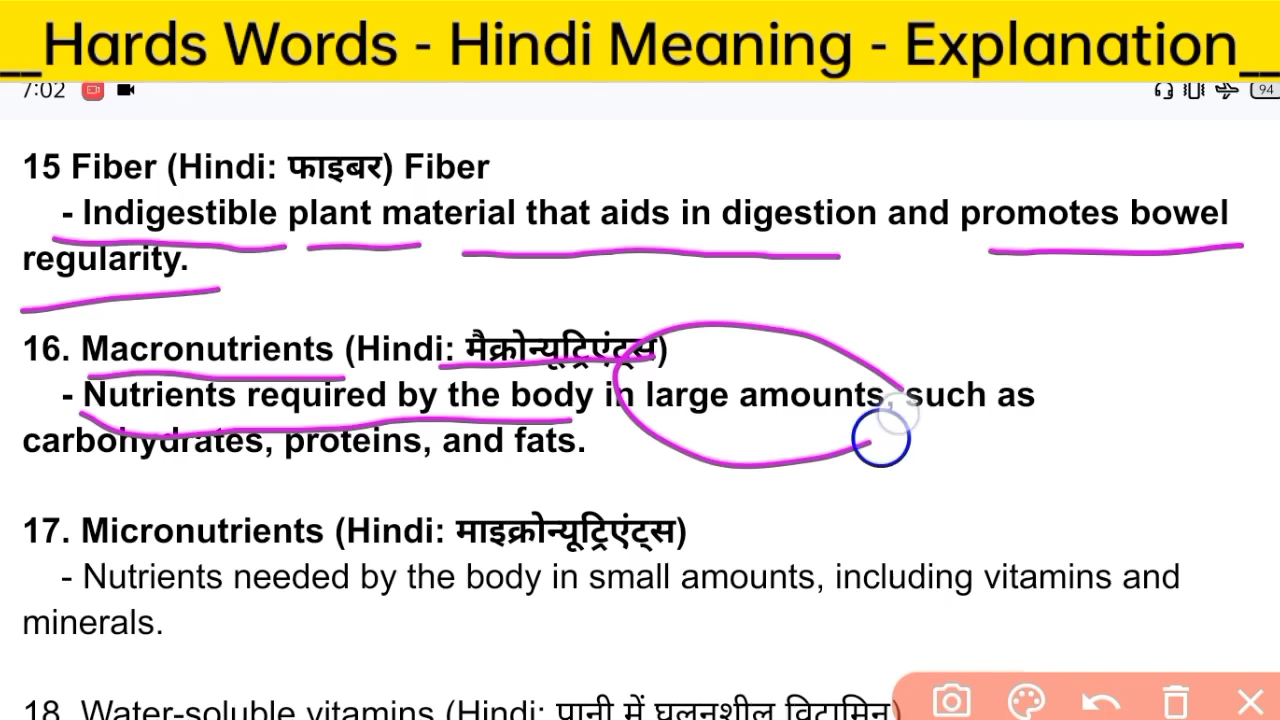 __Hards Words - Hindi Meaning - Explanation__
7:02 94
15 Fiber (Hindi: फाइबर) Fiber
- Indigestible plant material that aids in digestion and promotes bowel
regularity.
16. Macronutrients (Hindi: मैक्रोन्यूट्रिएंट्स)
- Nutrients required by the body in large amounts, such as
carbohydrates, proteins, and fats.
17. Micronutrients (Hindi: माइक्रोन्यूट्रिएंट्स)
- Nutrients needed by the body in small amounts, including vitamins and
minerals.
18. Water-soluble vitamins (Hindi: पानी में घुलनशील विटामिन)